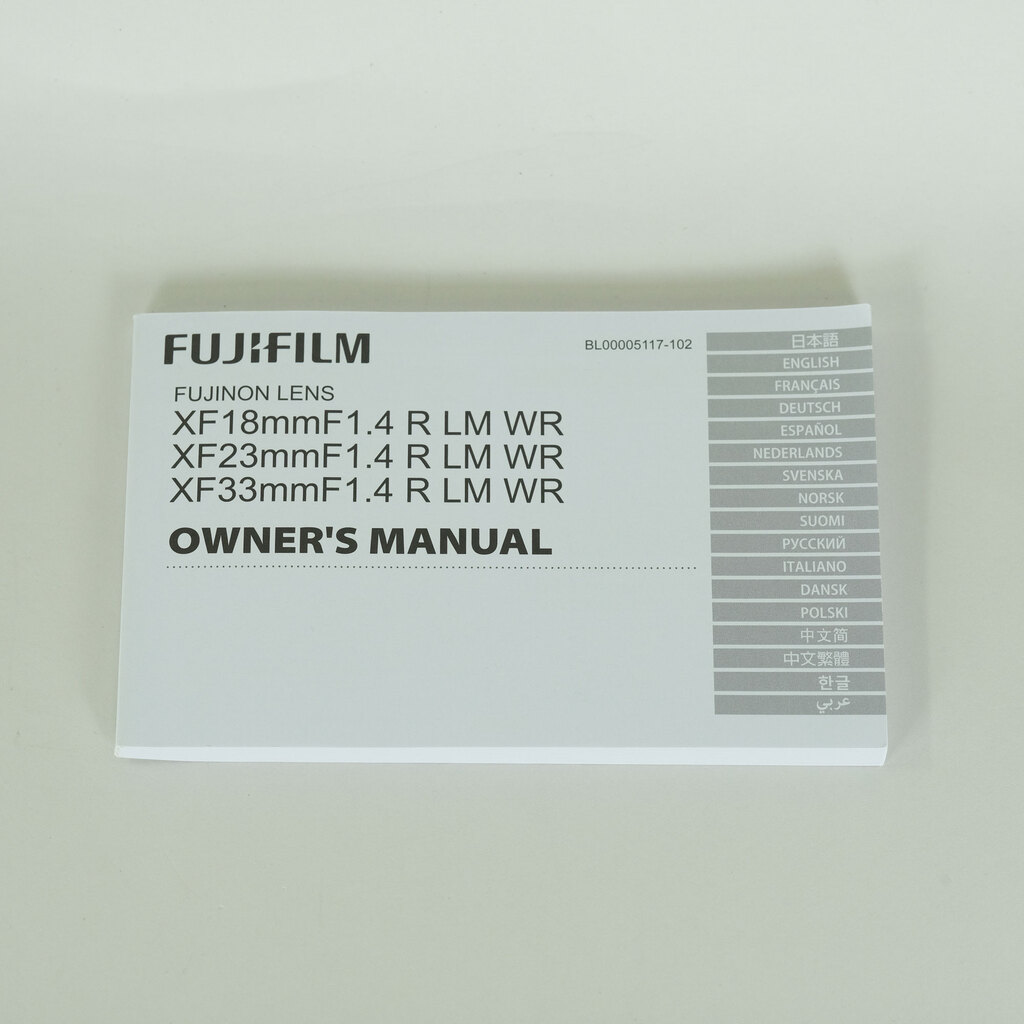 FUJIFILM
BL00005117-102
FUJINON LENS
XF18mmF1.4 R LM WR
XF23mmF1.4 R LM WR
XF33mmF1.4 R LM WR
OWNER'S MANUAL
日本語
ENGLISH
FRANÇAIS
DEUTSCH
ESPAÑOL
NEDERLANDS
SVENSKA
NORSK
SUOMI
РУССКИЙ
ITALIANO
DANSK
POLSKI
中文简
中文繁體
한글
عربي